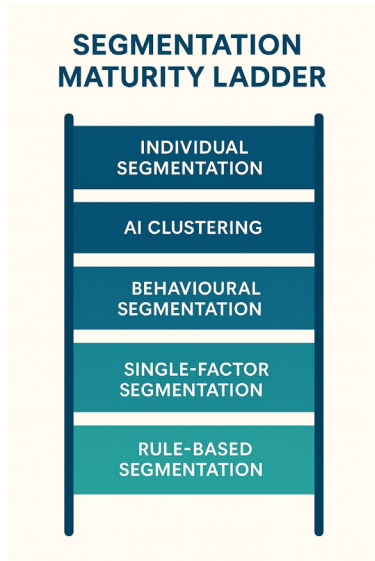 SEGMENTATION
MATURITY LADDER
INDIVIDUAL
SEGMENTATION
AI CLUSTERING
BEHAVIOURAL
SEGMENTATION
SINGLE-FACTOR
SEGMENTATION
RULE-BASED
SEGMENTATION